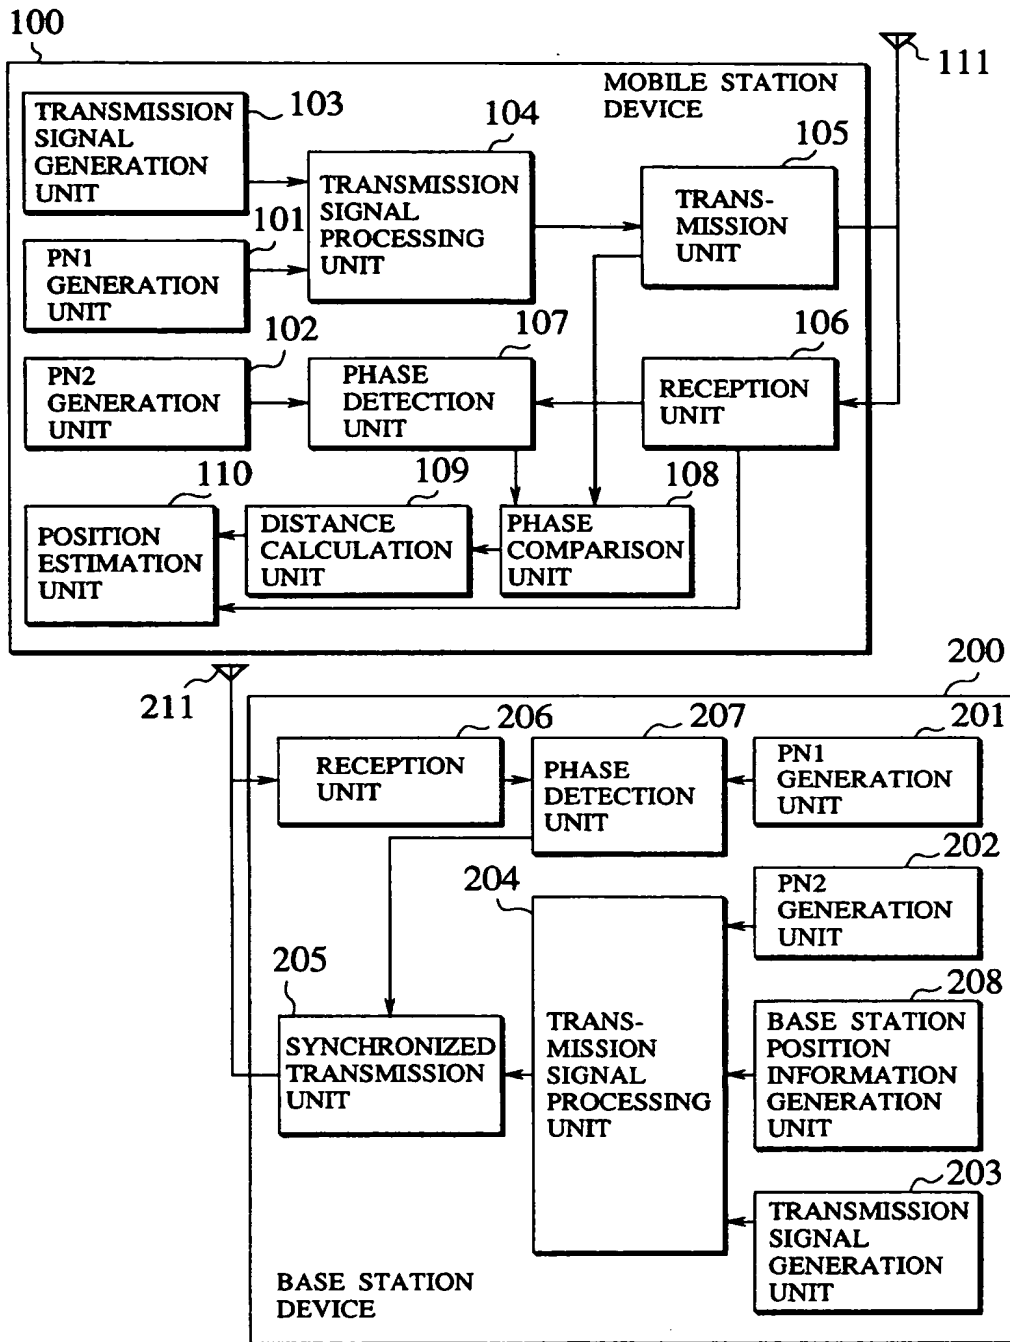 100
111
MOBILE STATION
DEVICE
TRANSMISSION
SIGNAL
GENERATION
UNIT
103
104
TRANSMISSION
SIGNAL
PROCESSING
UNIT
105
TRANS-
MISSION
UNIT
101
PN1
GENERATION
UNIT
102
PN2
GENERATION
UNIT
107
PHASE
DETECTION
UNIT
106
RECEPTION
UNIT
110
POSITION
ESTIMATION
UNIT
109
DISTANCE
CALCULATION
UNIT
108
PHASE
COMPARISON
UNIT
211
200
206
RECEPTION
UNIT
207
PHASE
DETECTION
UNIT
201
PN1
GENERATION
UNIT
202
PN2
GENERATION
UNIT
204
TRANS-
MISSION
SIGNAL
PROCESSING
UNIT
205
SYNCHRONIZED
TRANSMISSION
UNIT
208
BASE STATION
POSITION
INFORMATION
GENERATION
UNIT
203
TRANSMISSION
SIGNAL
GENERATION
UNIT
BASE STATION
DEVICE